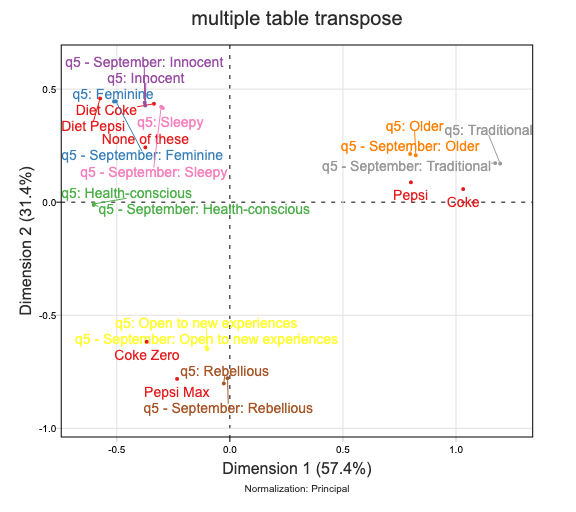 multiple table transpose
q5 - September: Innocent
q5: Innocent
q5: Feminine
Diet Coke
Diet Pepsi
q5: Sleepy
None of these
q5 - September: Feminine
q5 - September: Sleepy
q5: Health-conscious
q5 - September: Health-conscious
q5: Older
q5: Traditional
q5 - September: Older
q5 - September: Traditional
Pepsi
Coke
q5: Open to new experiences
q5 - September: Open to new experiences
Coke Zero
q5: Rebellious
Pepsi Max
q5 - September: Rebellious
0.5
0.0
-0.5
-1.0
-0.5
0.0
0.5
1.0
Dimension 2 (31.4%)
Dimension 1 (57.4%)
Normalization: Principal